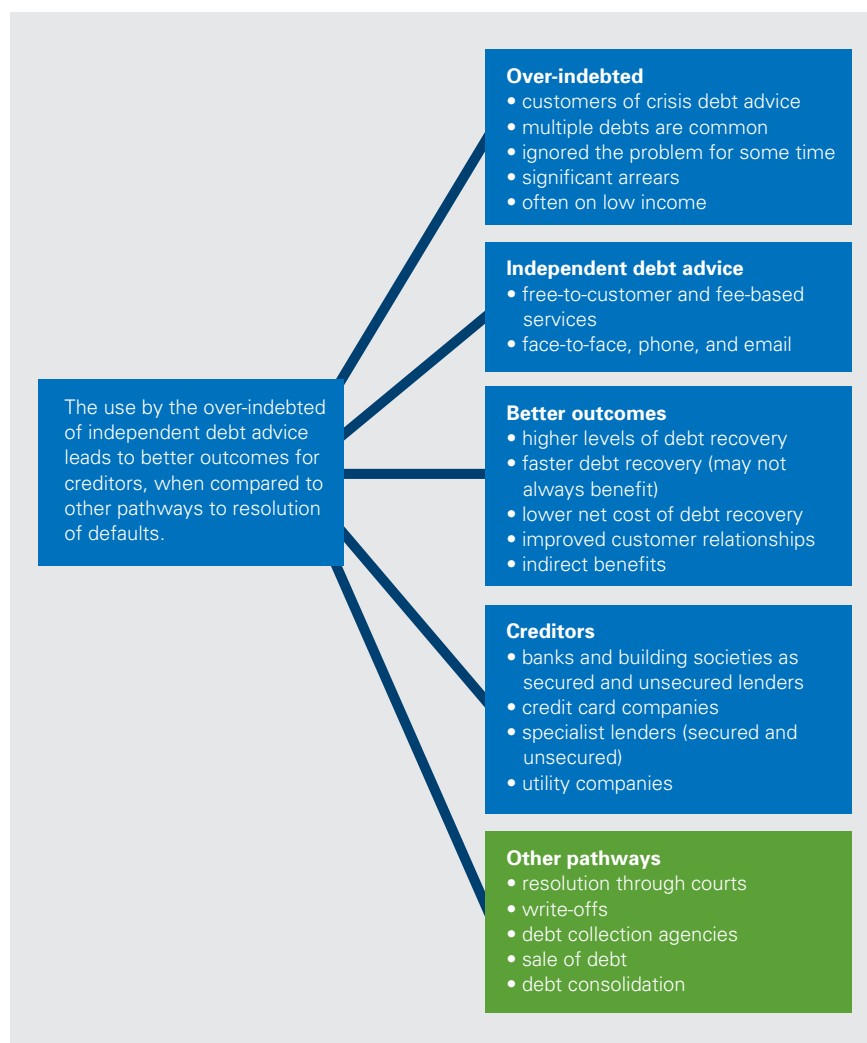 Over-indebted
• customers of crisis debt advice
• multiple debts are common
• ignored the problem for some time
• significant arrears
• often on low income
Independent debt advice
• free-to-customer and fee-based
services
• face-to-face, phone, and email
The use by the over-indebted
of independent debt advice
leads to better outcomes for
creditors, when compared to
other pathways to resolution
of defaults.
Better outcomes
• higher levels of debt recovery
• faster debt recovery (may not
always benefit)
• lower net cost of debt recovery
• improved customer relationships
• indirect benefits
Creditors
• banks and building societies as
secured and unsecured lenders
• credit card companies
• specialist lenders (secured and
unsecured)
• utility companies
Other pathways
• resolution through courts
• write-offs
• debt collection agencies
• sale of debt
• debt consolidation